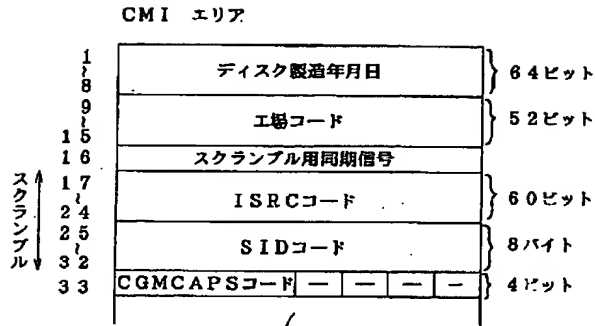 CMI エリア
1
〜
8
ディスク製造年月日
64ビット
9
〜
15
工場コード
52ビット
16
スクランブル用同期信号
スクランブル
17
〜
24
ISRCコード
60ビット
25
〜
32
SIDコード
8バイト
33
CGMCAPSコード
4ビット